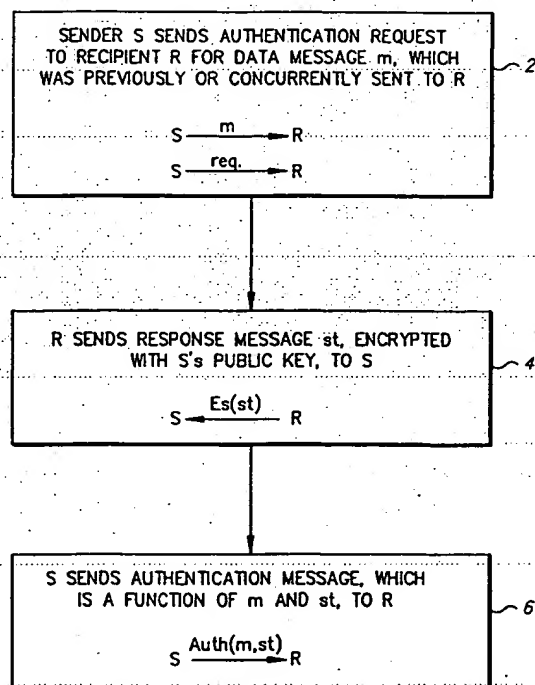 SENDER S SENDS AUTHENTICATION REQUEST
TO RECIPIENT R FOR DATA MESSAGE m, WHICH
WAS PREVIOUSLY OR CONCURRENTLY SENT TO R
2
S m R
S req. R
R SENDS RESPONSE MESSAGE st, ENCRYPTED
WITH S's PUBLIC KEY, TO S
4
S Es(st) R
S SENDS AUTHENTICATION MESSAGE, WHICH
IS A FUNCTION OF m AND st, TO R
6
S Auth(m,st) R